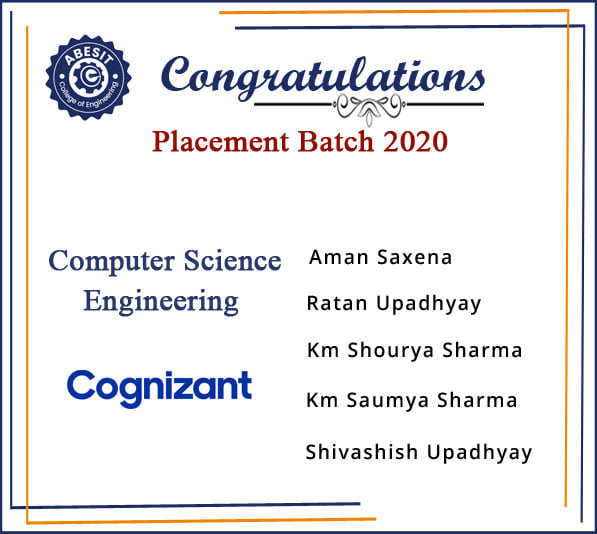 ABESIT
College of Engineering
Congratulations
Placement Batch 2020
Computer Science
Engineering
Cognizant
Aman Saxena
Ratan Upadhyay
Km Shourya Sharma
Km Saumya Sharma
Shivashish Upadhyay